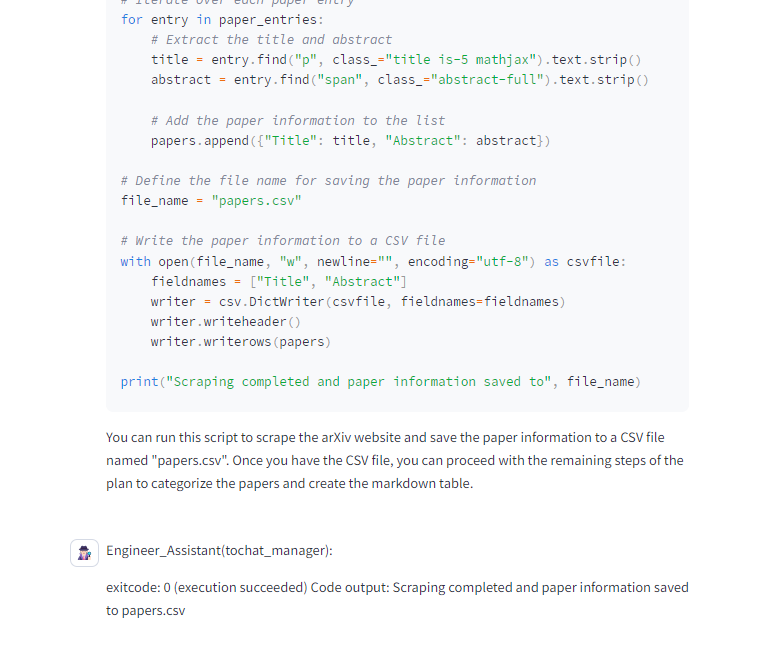 # Iterate over each paper entry
for entry in paper_entries:
    # Extract the title and abstract
    title = entry.find("p", class_="title is-5 mathjax").text.strip()
    abstract = entry.find("span", class_="abstract-full").text.strip()

    # Add the paper information to the list
    papers.append({"Title": title, "Abstract": abstract})

# Define the file name for saving the paper information
file_name = "papers.csv"

# Write the paper information to a CSV file
with open(file_name, "w", newline="", encoding="utf-8") as csvfile:
    fieldnames = ["Title", "Abstract"]
    writer = csv.DictWriter(csvfile, fieldnames=fieldnames)
    writer.writeheader()
    writer.writerows(papers)

print("Scraping completed and paper information saved to", file_name)

You can run this script to scrape the arXiv website and save the paper information to a CSV file
named "papers.csv". Once you have the CSV file, you can proceed with the remaining steps of the
plan to categorize the papers and create the markdown table.

Engineer_Assistant(tochat_manager):

exitcode: 0 (execution succeeded) Code output: Scraping completed and paper information saved
to papers.csv